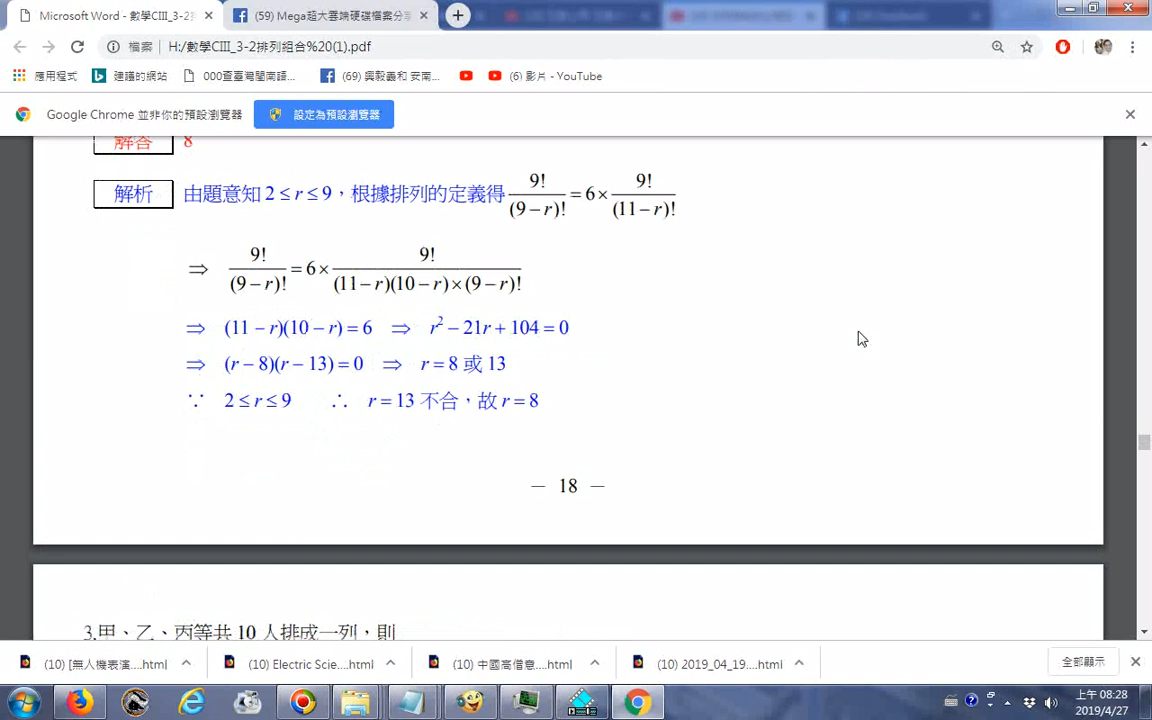 Microsoft Word - 數學CIII_3-2
(59) Mega超大雲端硬碟檔案分享
檔案 | H:/數學CIII_3-2排列組合%20(1).pdf
應用程式 建議的網站 000查臺灣閩南語... (69) 興毅義和 安南... (6) 影片 - YouTube
Google Chrome 並非你的預設瀏覽器 設定為預設瀏覽器
解答 8
解析 由題意知 2 ≤ r ≤ 9，根據排列的定義得 9!/(9 − r)! = 6 × 9!/(11 − r)!
⇒ 9!/(9 − r)! = 6 × 9!/((11 − r)(10 − r) × (9 − r)!)
⇒ (11 − r)(10 − r) = 6 ⇒ r² − 21r + 104 = 0
⇒ (r − 8)(r − 13) = 0 ⇒ r = 8 或 13
∵ 2 ≤ r ≤ 9 ∴ r = 13 不合，故 r = 8
— 18 —
3.甲、乙、丙等共 10 人排成一列，則
(10) [無人機表演....html (10) Electric Scie....html (10) 中國高借意....html (10) 2019_04_19....html 全部顯示
上午 08:28
2019/4/27